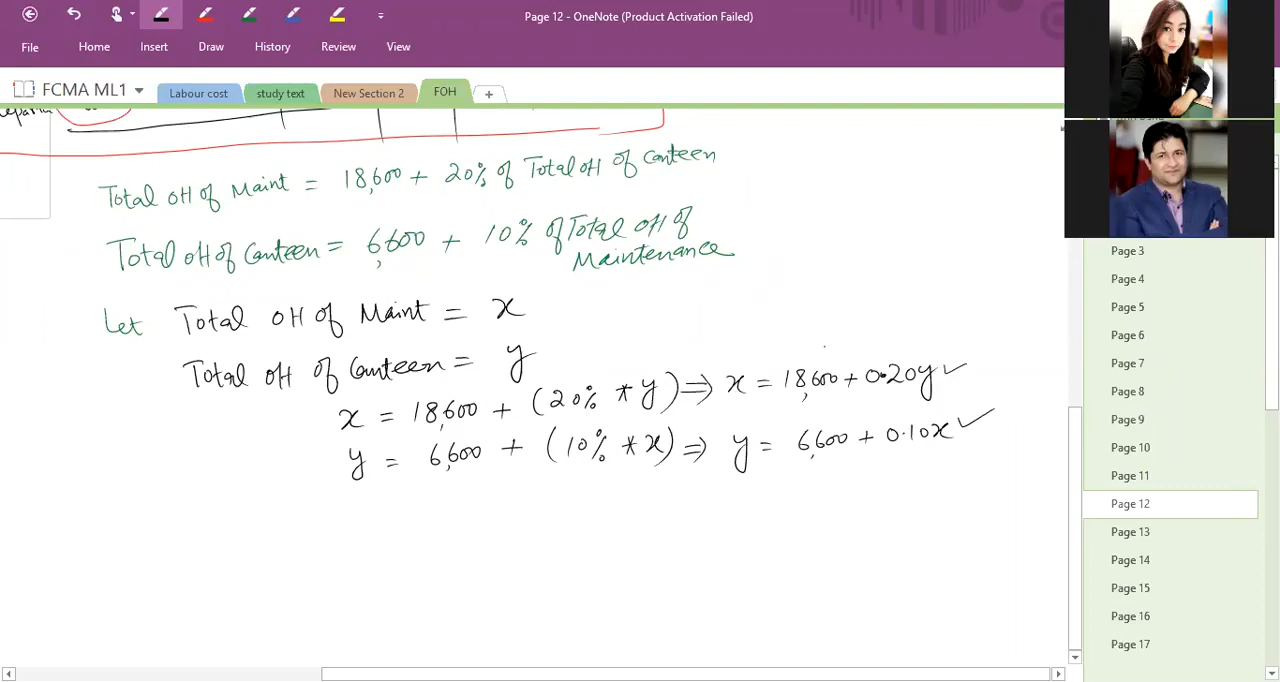 Page 12 - OneNote (Product Activation Failed)
File Home Insert Draw History Review View
FCMA ML1 Labour cost study text New Section 2 FOH +
Total OH of Maint = 18,600 + 20% of Total OH of Canteen
Total OH of Canteen = 6,600 + 10% of Total OH of
Maintenance
Let Total OH of Maint = x
Total OH of Canteen = y
x = 18,600 + (20% * y) ⇒ x = 18,600 + 0.20y ✓
y = 6,600 + (10% * x) ⇒ y = 6,600 + 0.10x ✓
Page 3
Page 4
Page 5
Page 6
Page 7
Page 8
Page 9
Page 10
Page 11
Page 12
Page 13
Page 14
Page 15
Page 16
Page 17